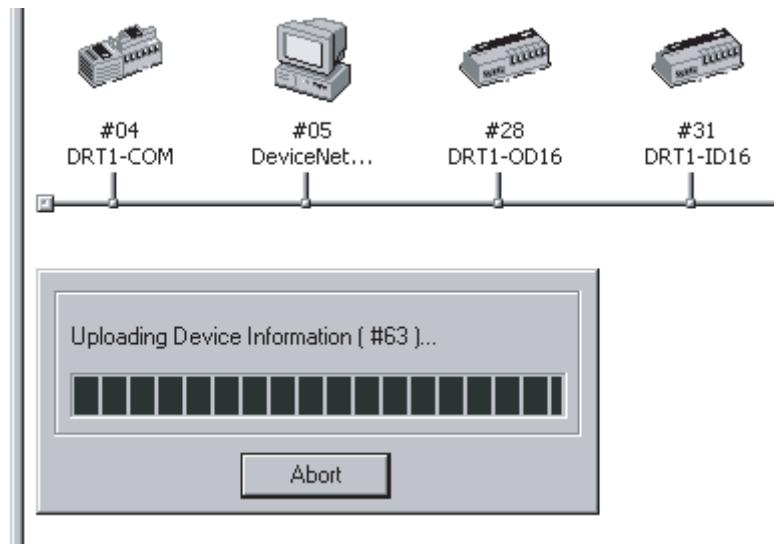 #04 #05 #28 #31
DRT1-COM DeviceNet... DRT1-OD16 DRT1-ID16
Uploading Device Information ( #63 )...
Abort